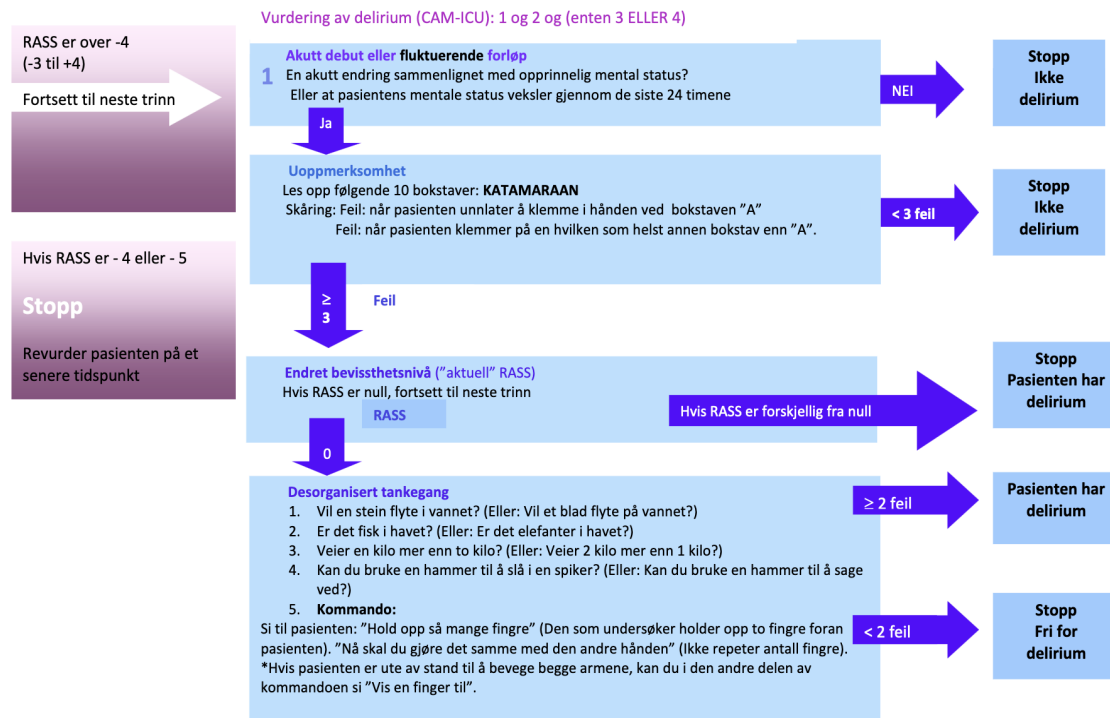 Vurdering av delirium (CAM-ICU): 1 og 2 og (enten 3 ELLER 4)
RASS er over -4
(-3 til +4)
Fortsett til neste trinn
1
Akutt debut eller fluktuerende forløp
En akutt endring sammenlignet med opprinnelig mental status?
Eller at pasientens mentale status veksler gjennom de siste 24 timene
NEI
Stopp
Ikke
delirium
Ja
Uoppmerksomhet
Les opp følgende 10 bokstaver: KATAMARAAN
Skåring: Feil: når pasienten unnlater å klemme i hånden ved bokstaven ”A”
Feil: når pasienten klemmer på en hvilken som helst annen bokstav enn ”A”.
< 3 feil
Stopp
Ikke
delirium
Hvis RASS er - 4 eller - 5
Stopp
Revurder pasienten på et
senere tidspunkt
≥
3
Feil
Endret bevissthetsnivå (”aktuell” RASS)
Hvis RASS er null, fortsett til neste trinn
RASS
Hvis RASS er forskjellig fra null
Stopp
Pasienten har
delirium
0
Desorganisert tankegang
1. Vil en stein flyte i vannet? (Eller: Vil et blad flyte på vannet?)
2. Er det fisk i havet? (Eller: Er det elefanter i havet?)
3. Veier en kilo mer enn to kilo? (Eller: Veier 2 kilo mer enn 1 kilo?)
4. Kan du bruke en hammer til å slå i en spiker? (Eller: Kan du bruke en hammer til å sage
ved?)
5. Kommando:
Si til pasienten: ”Hold opp så mange fingre” (Den som undersøker holder opp to fingre foran
pasienten). ”Nå skal du gjøre det samme med den andre hånden” (Ikke repeter antall fingre).
*Hvis pasienten er ute av stand til å bevege begge armene, kan du i den andre delen av
kommandoen si ”Vis en finger til”.
≥ 2 feil
Pasienten har
delirium
< 2 feil
Stopp
Fri for
delirium